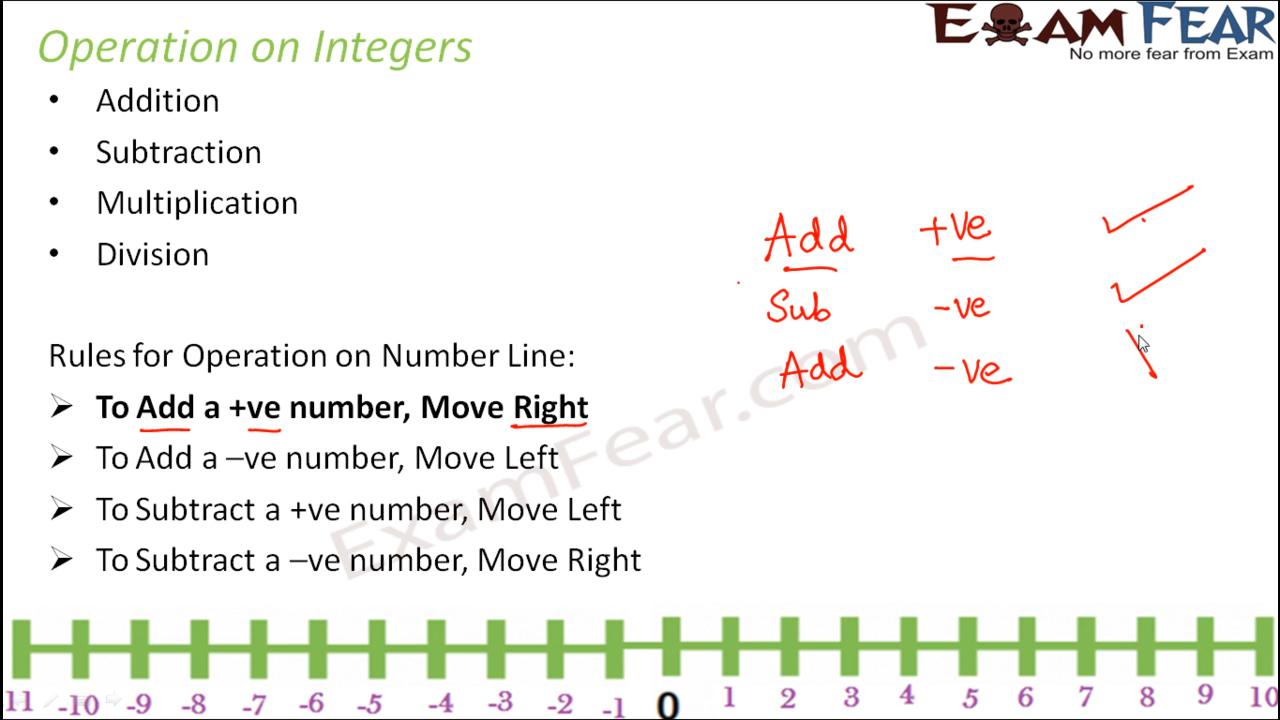 Operation on Integers
EXAM FEAR
No more fear from Exam
• Addition
• Subtraction
• Multiplication
• Division
Add +ve
Sub -ve
Add -ve
Rules for Operation on Number Line:
➢ To Add a +ve number, Move Right
➢ To Add a –ve number, Move Left
➢ To Subtract a +ve number, Move Left
➢ To Subtract a –ve number, Move Right
ExamFear.com
11 -10 -9 -8 -7 -6 -5 -4 -3 -2 -1 0 1 2 3 4 5 6 7 8 9 10